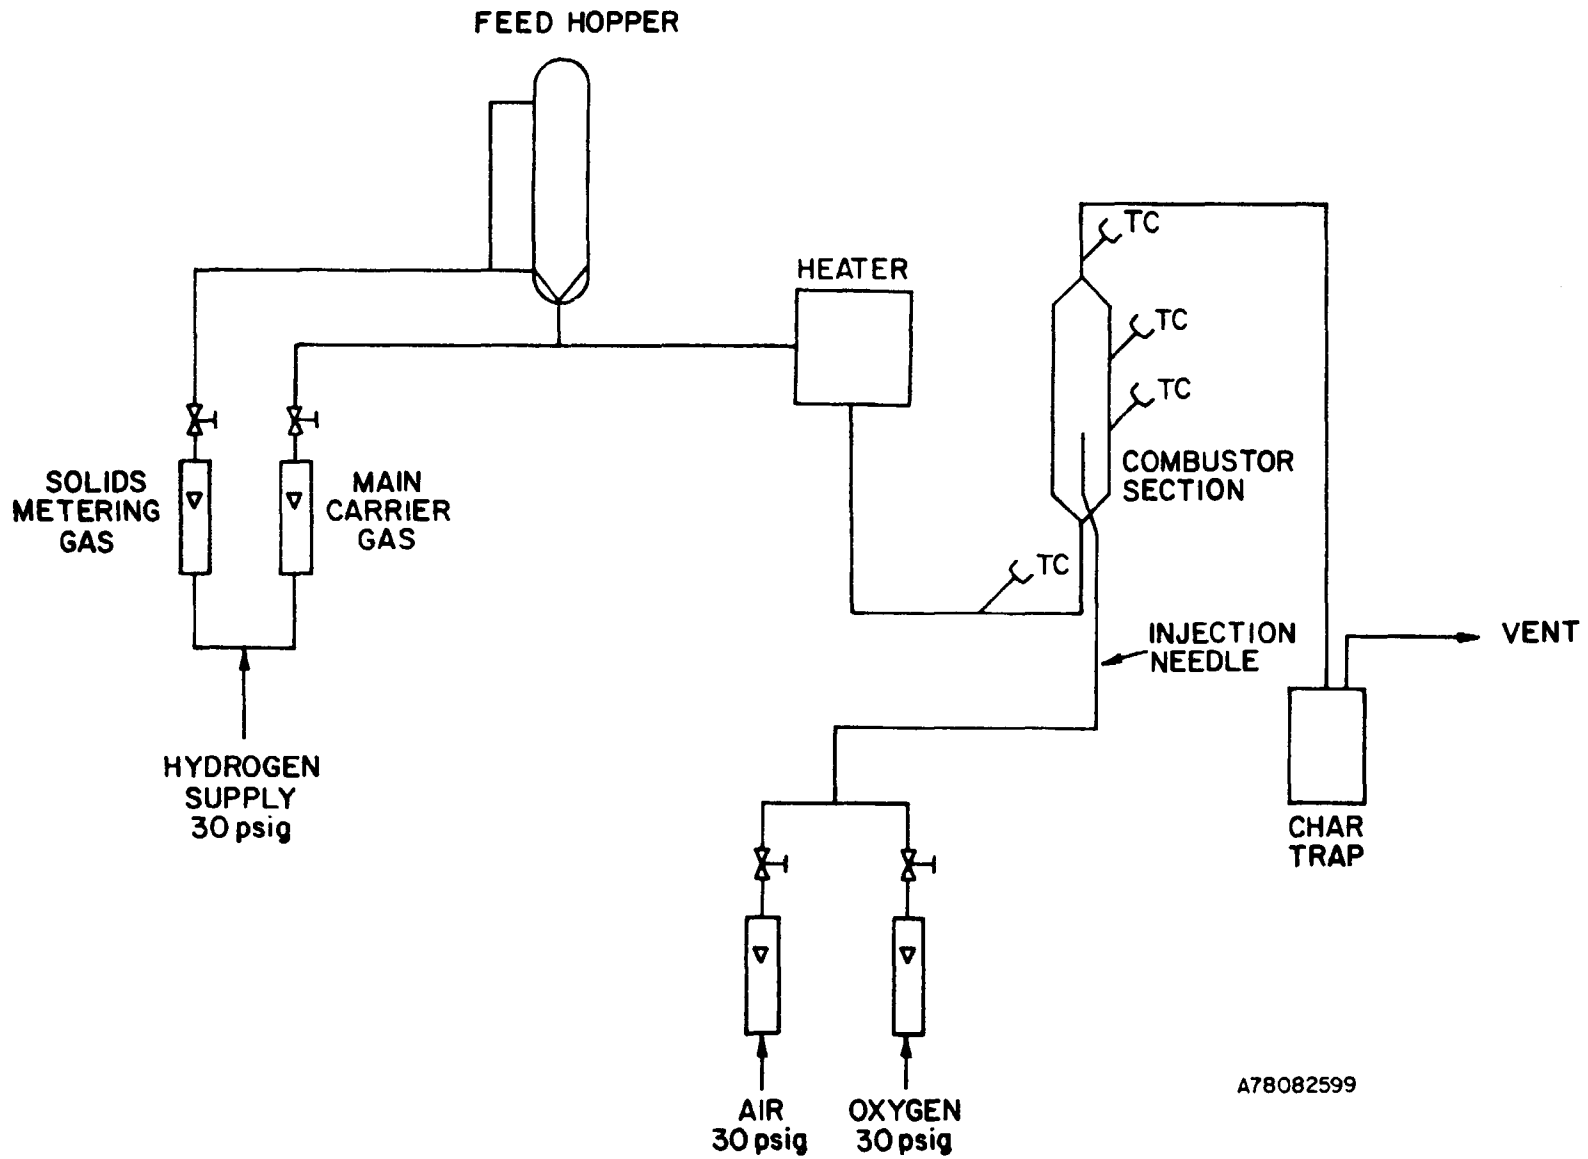 FEED HOPPER
TC
HEATER
TC
TC
COMBUSTOR
SECTION
SOLIDS
METERING
GAS
MAIN
CARRIER
GAS
TC
INJECTION
NEEDLE
VENT
HYDROGEN
SUPPLY
30 psig
CHAR
TRAP
AIR
30 psig
OXYGEN
30 psig
A78082599